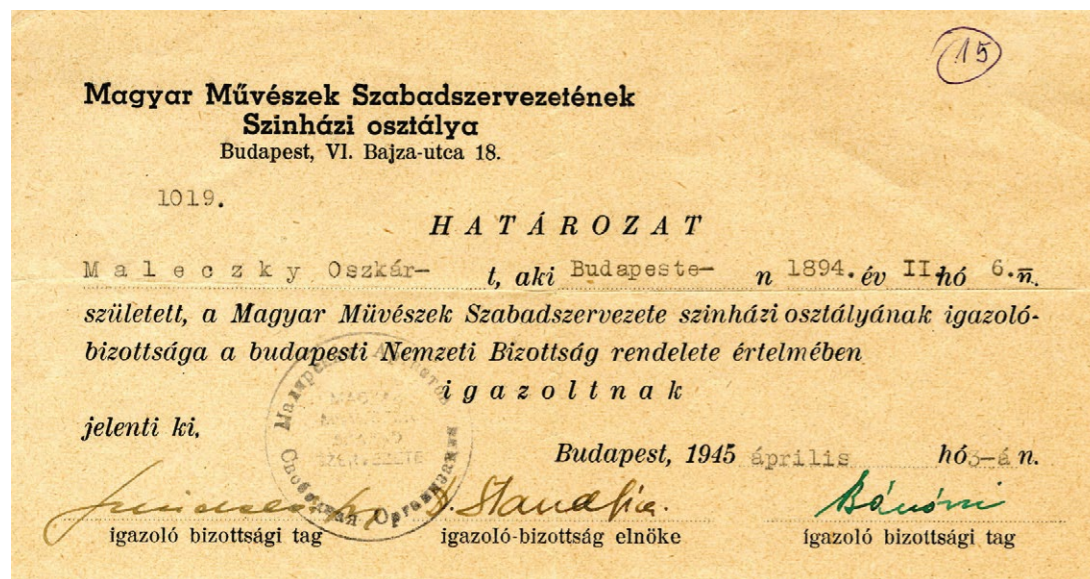 15
Magyar Művészek Szabadszervezetének
Szinházi osztálya
Budapest, VI. Bajza-utca 18.
1019.
HATÁROZAT
Maleczky Oszkár- t, aki Budapeste- n 1894. év II. hó 6. n.
született, a Magyar Müvészek Szabadszervezete szinházi osztályának igazoló-
bizottsága a budapesti Nemzeti Bizottság rendelete értelmében
igazoltnak
jelenti ki.
Budapest, 1945 április hó 3-á n.
igazoló bizottsági tag igazoló-bizottság elnöke igazoló bizottsági tag